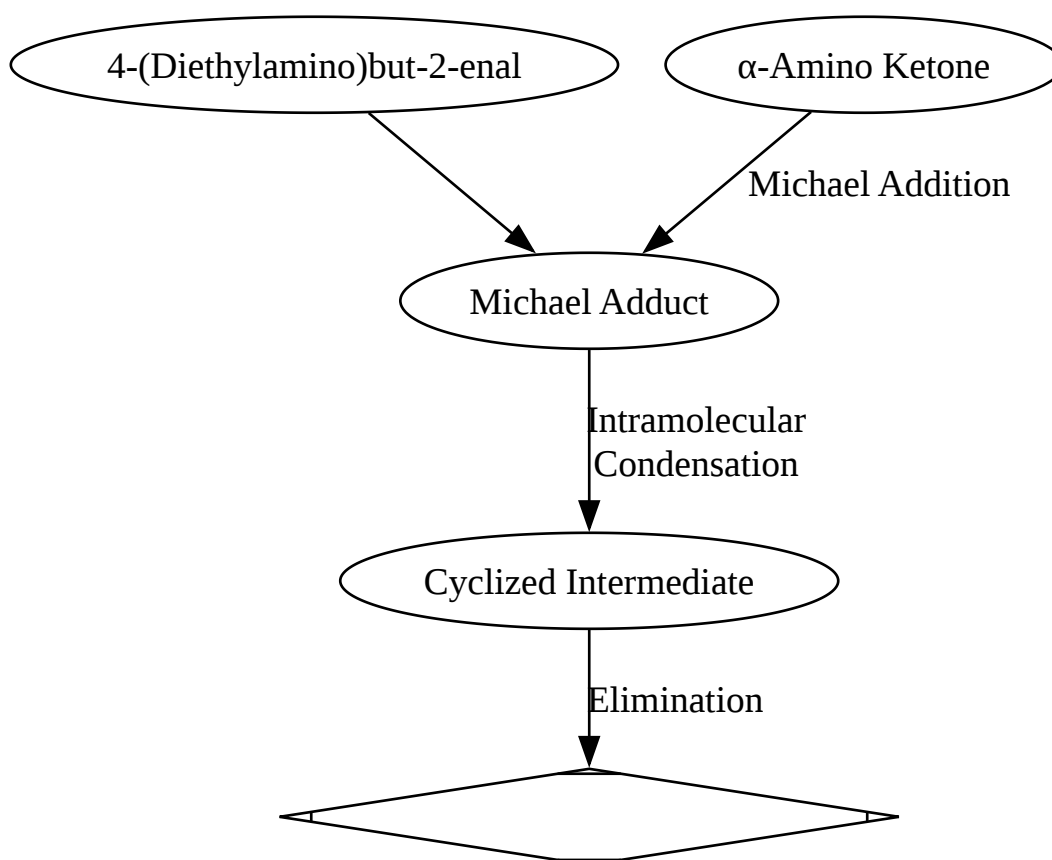 4-(Diethylamino)but-2-enal
α-Amino Ketone
Michael Addition
Michael Adduct
Intramolecular
Condensation
Cyclized Intermediate
Elimination